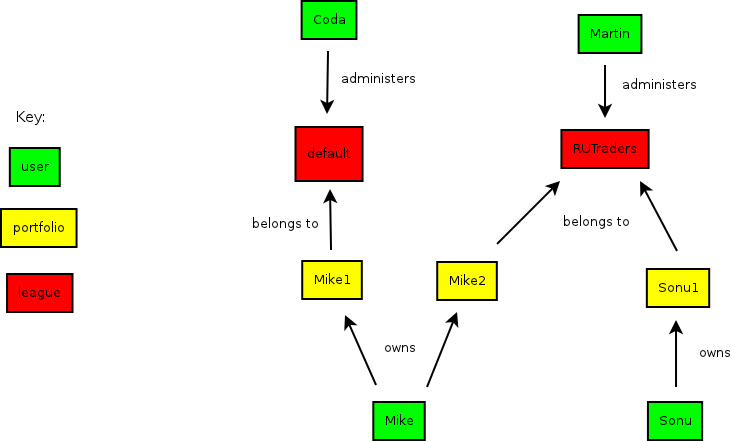 Coda
Martin
administers
administers
Key:
default
RUTraders
user
portfolio
belongs to
belongs to
league
Mike1
Mike2
Sonu1
owns
owns
Mike
Sonu